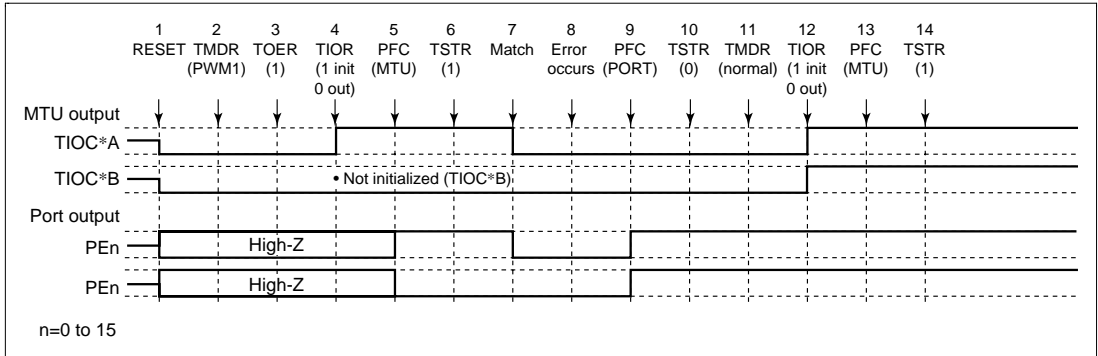 1 2 3 4 5 6 7 8 9 10 11 12 13 14
RESET TMDR TOER TIOR PFC TSTR Match Error PFC TSTR TMDR TIOR PFC TSTR
(PWM1) (1) (1 init (MTU) (1) occurs (PORT) (0) (normal) (1 init (MTU) (1)
0 out) 0 out)
MTU output
TIOC*A
TIOC*B • Not initialized (TIOC*B)
Port output
PEn High-Z
PEn High-Z
n=0 to 15